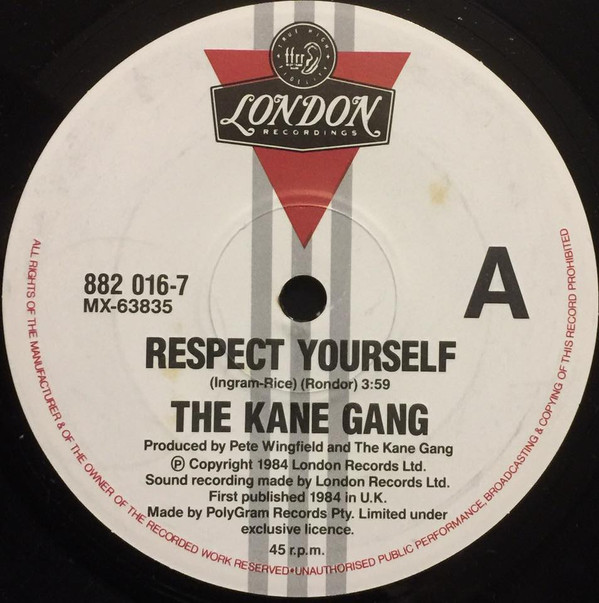 TRUE HIGH
ffrr
FIDELITY
LONDON
RECORDINGS
882 016-7
MX-63835
A
RESPECT YOURSELF
(Ingram-Rice) (Rondor) 3:59
THE KANE GANG
Produced by Pete Wingfield and The Kane Gang
Ⓟ Copyright 1984 London Records Ltd.
Sound recording made by London Records Ltd.
First published 1984 in U.K.
Made by PolyGram Records Pty. Limited under
exclusive licence.
45 r.p.m.
ALL RIGHTS OF THE MANUFACTURER & OF THE OWNER OF THE RECORDED WORK RESERVED•UNAUTHORISED PUBLIC PERFORMANCE, BROADCASTING & COPYING OF THIS RECORD PROHIBITED